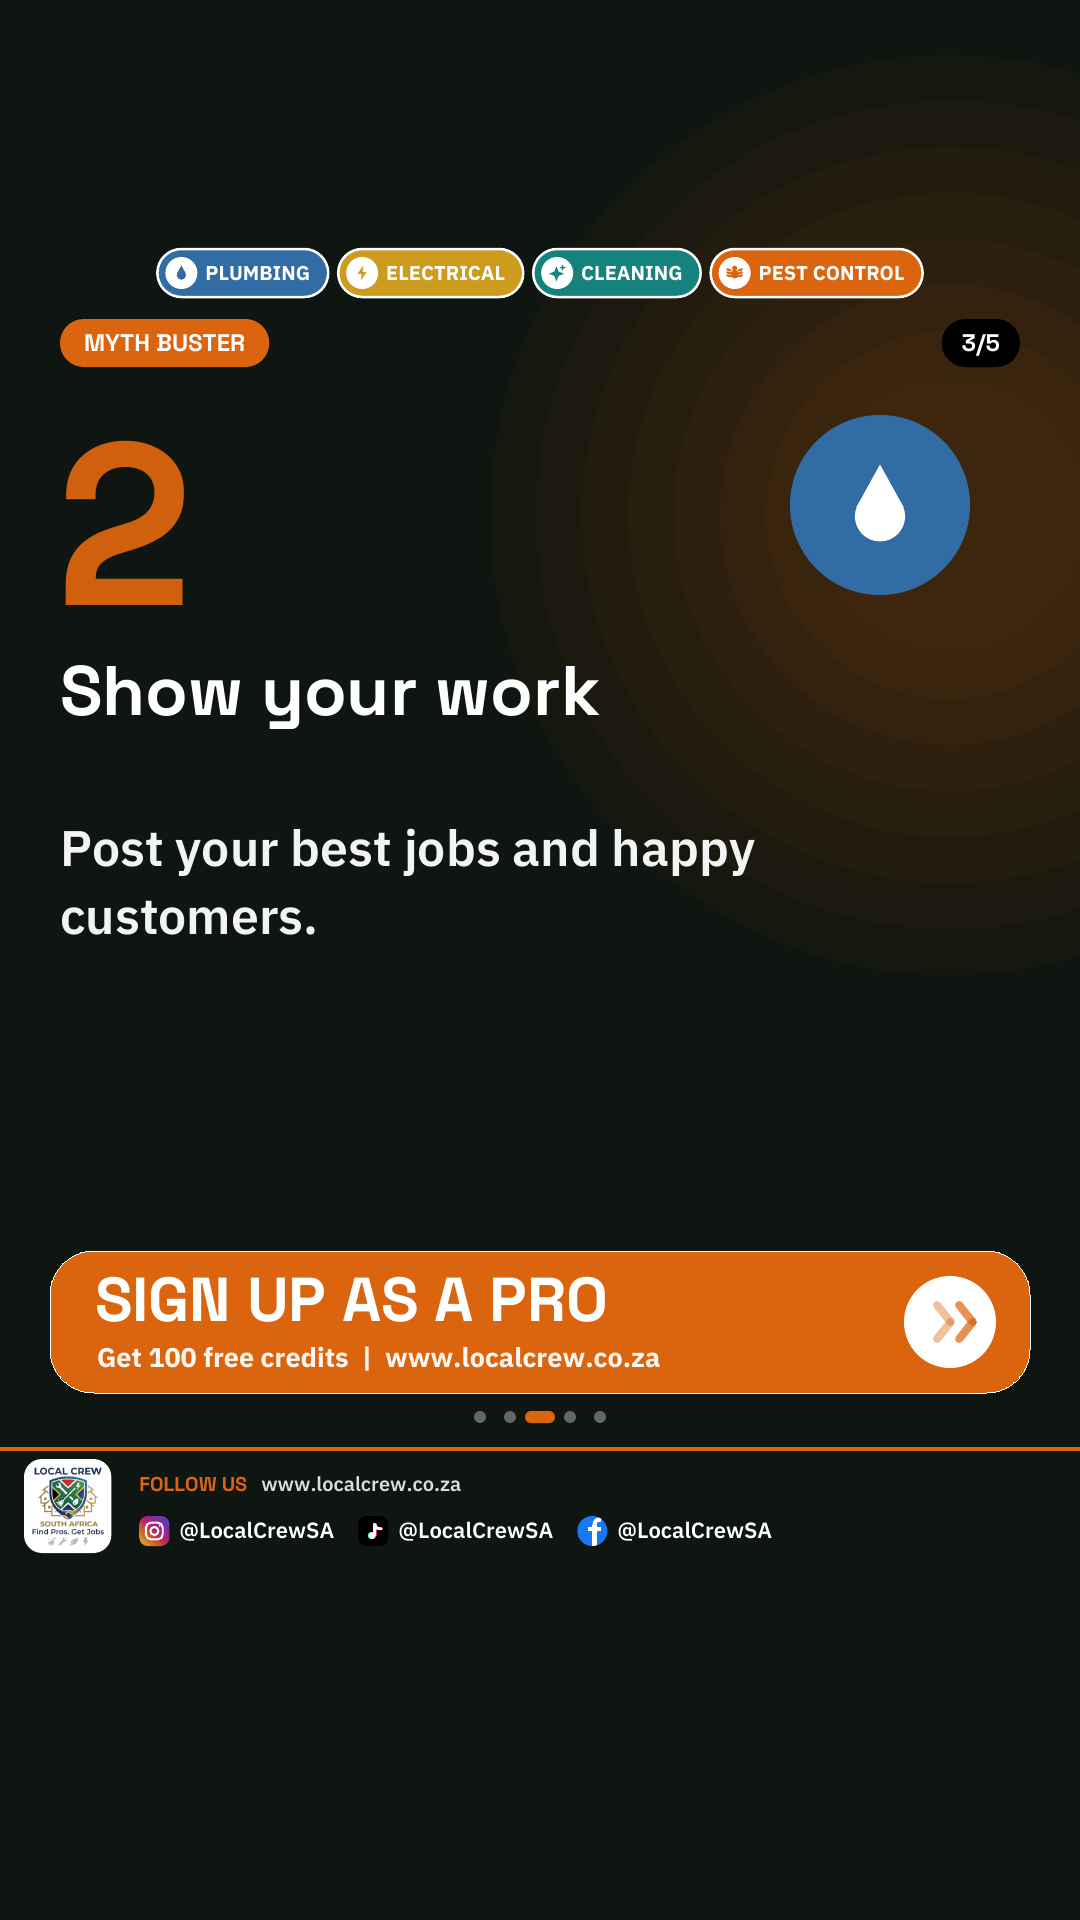 PLUMBING ELECTRICAL CLEANING PEST CONTROL
MYTH BUSTER 3/5
2
Show your work
Post your best jobs and happy
customers.
SIGN UP AS A PRO
Get 100 free credits | www.localcrew.co.za
LOCAL CREW
SOUTH AFRICA
Find Pros. Get Jobs
FOLLOW US www.localcrew.co.za
@LocalCrewSA @LocalCrewSA @LocalCrewSA